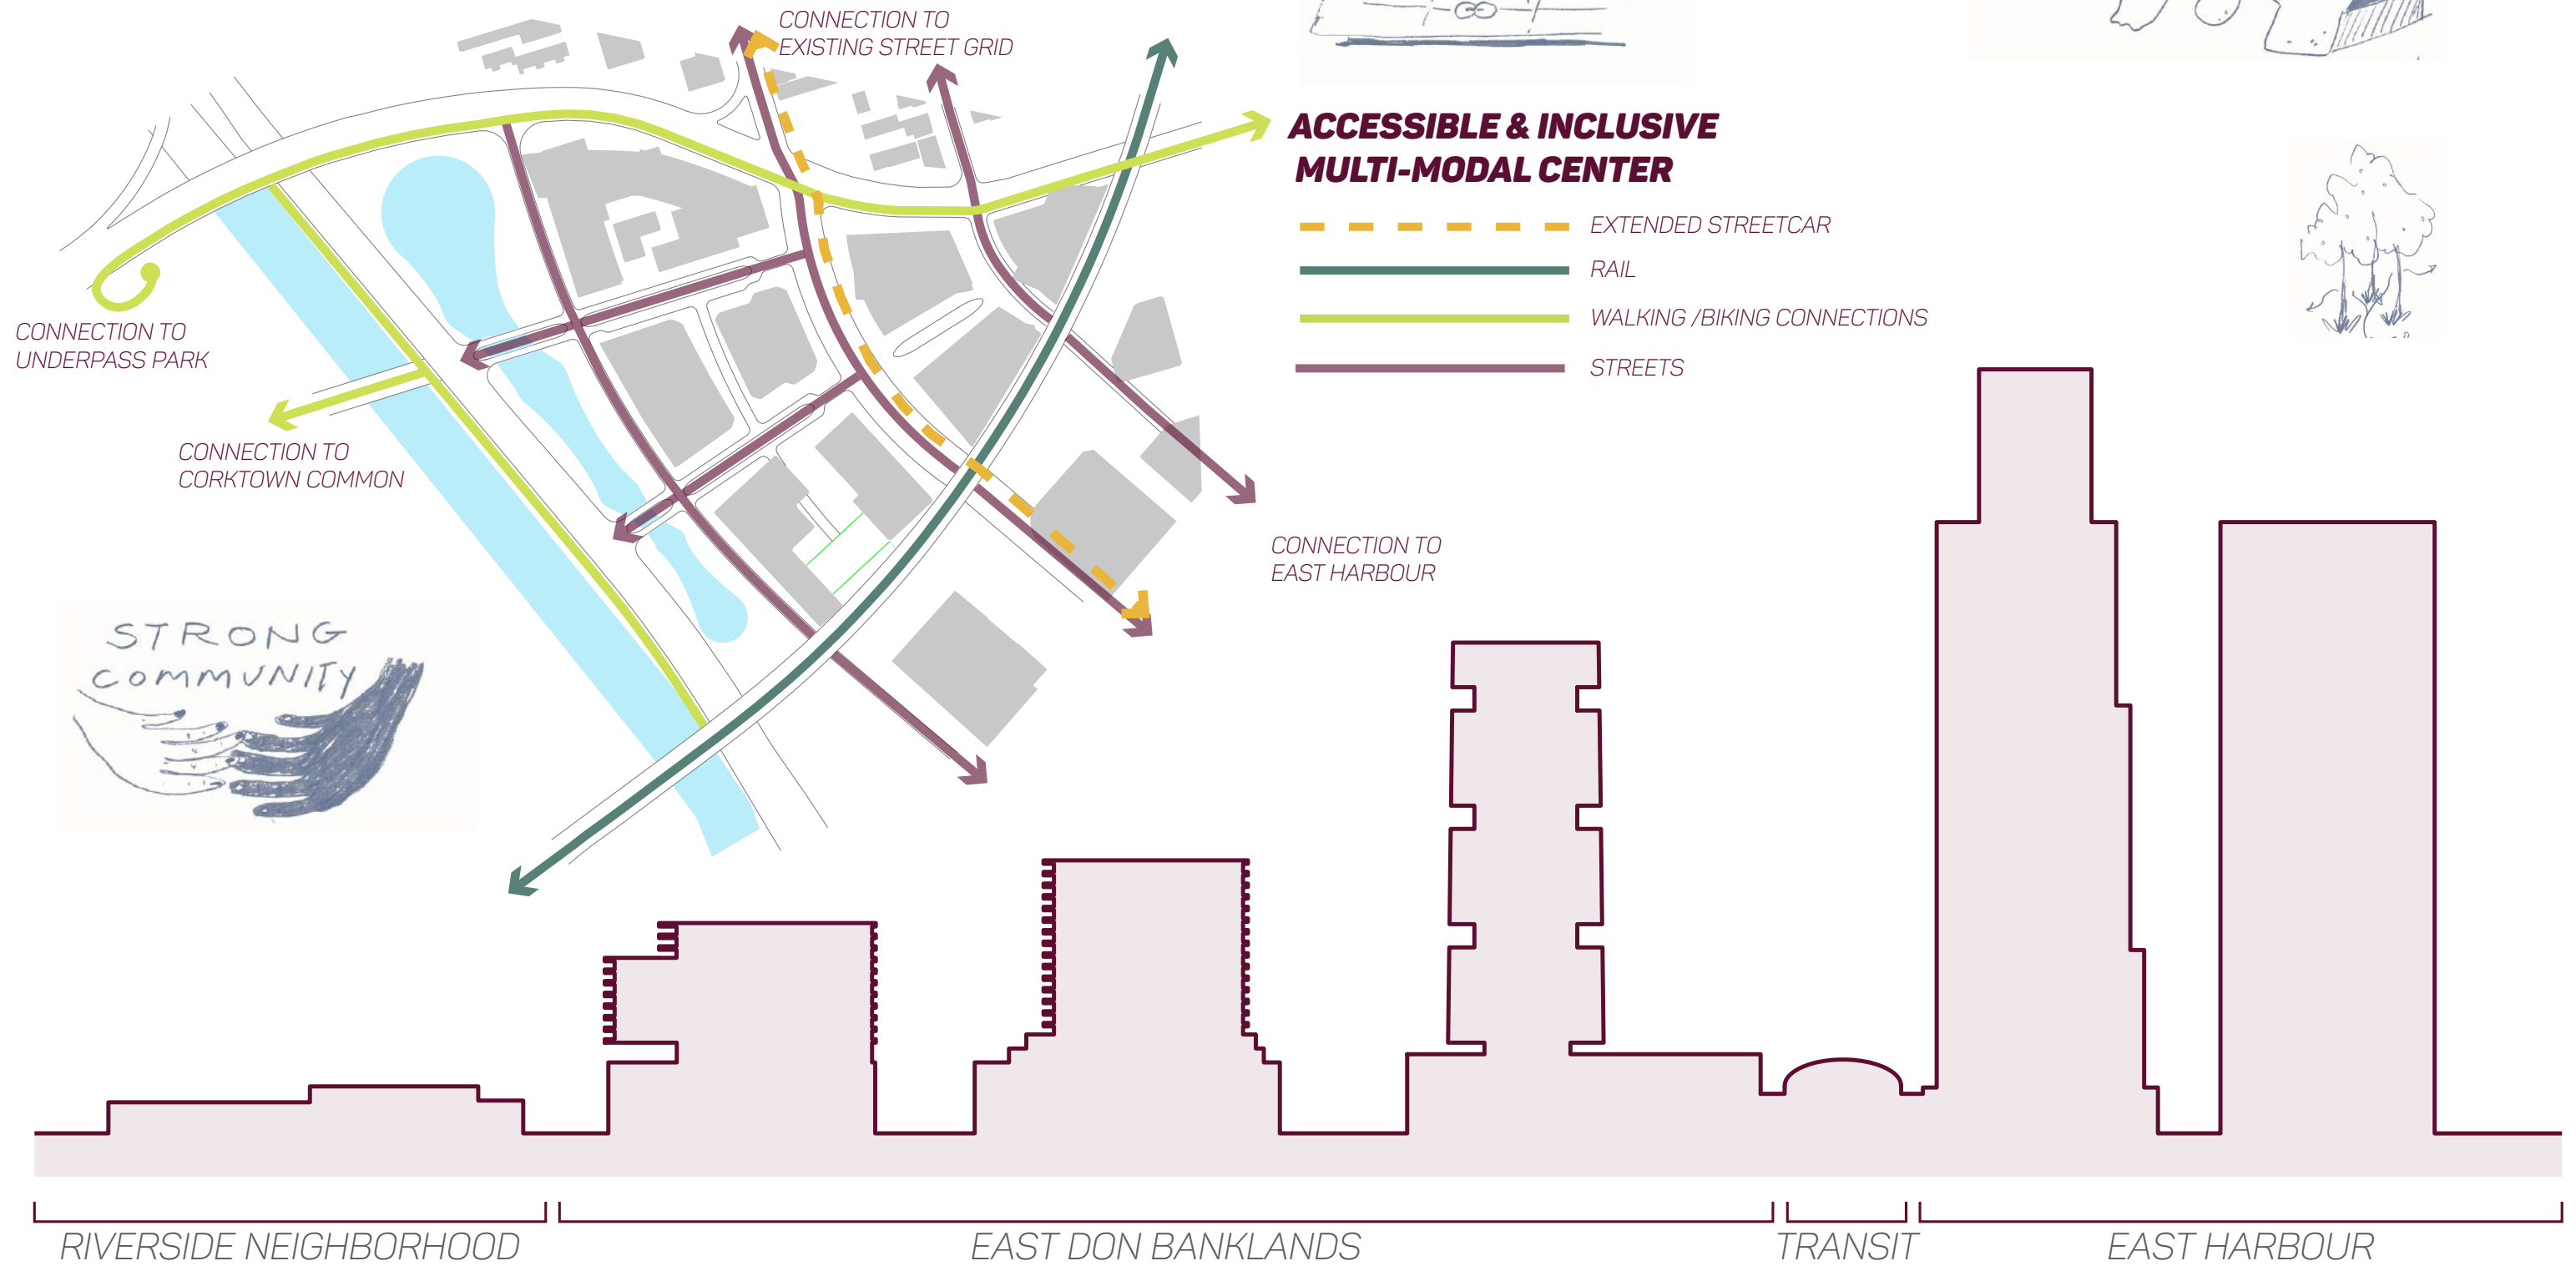 CONNECTION TO
EXISTING STREET GRID
ACCESSIBLE & INCLUSIVE
MULTI-MODAL CENTER
EXTENDED STREETCAR
RAIL
WALKING /BIKING CONNECTIONS
STREETS
CONNECTION TO
UNDERPASS PARK
CONNECTION TO
CORKTOWN COMMON
CONNECTION TO
EAST HARBOUR
STRONG
COMMUNITY
RIVERSIDE NEIGHBORHOOD
EAST DON BANKLANDS
TRANSIT
EAST HARBOUR